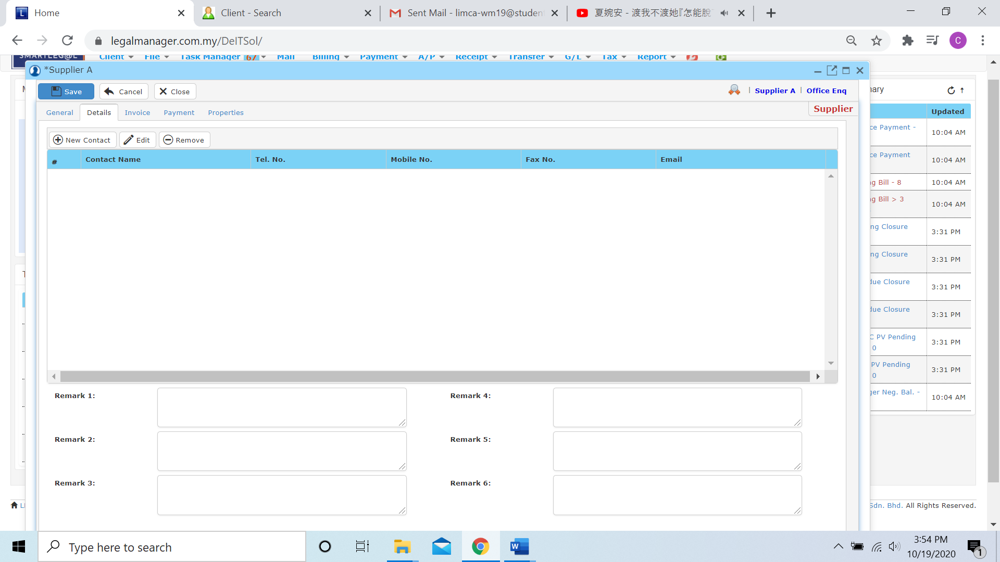 Home
Client - Search
Sent Mail - limca-wm19@studen
夏婉安 - 渡我不渡她『怎能脫
legalmanager.com.my/DeITSol/
SMARTLEG@L
Client File Task Manager 67 Mail Billing Payment A/P Receipt Transfer G/L Tax Report
*Supplier A
Save Cancel Close
Supplier A | Office Enq
General Details Invoice Payment Properties
Supplier
New Contact Edit Remove
# Contact Name Tel. No. Mobile No. Fax No. Email
Remark 1:
Remark 4:
Remark 2:
Remark 5:
Remark 3:
Remark 6:
nary
Updated
ce Payment -
10:04 AM
ce Payment
10:04 AM
ng Bill - 8
10:04 AM
ng Bill > 3
10:04 AM
ng Closure
3:31 PM
ng Closure
3:31 PM
due Closure
3:31 PM
due Closure
3:31 PM
C PV Pending
0
3:31 PM
PV Pending
0
3:31 PM
ger Neg. Bal. -
10:04 AM
Sdn. Bhd. All Rights Reserved.
Type here to search
3:54 PM
10/19/2020
1